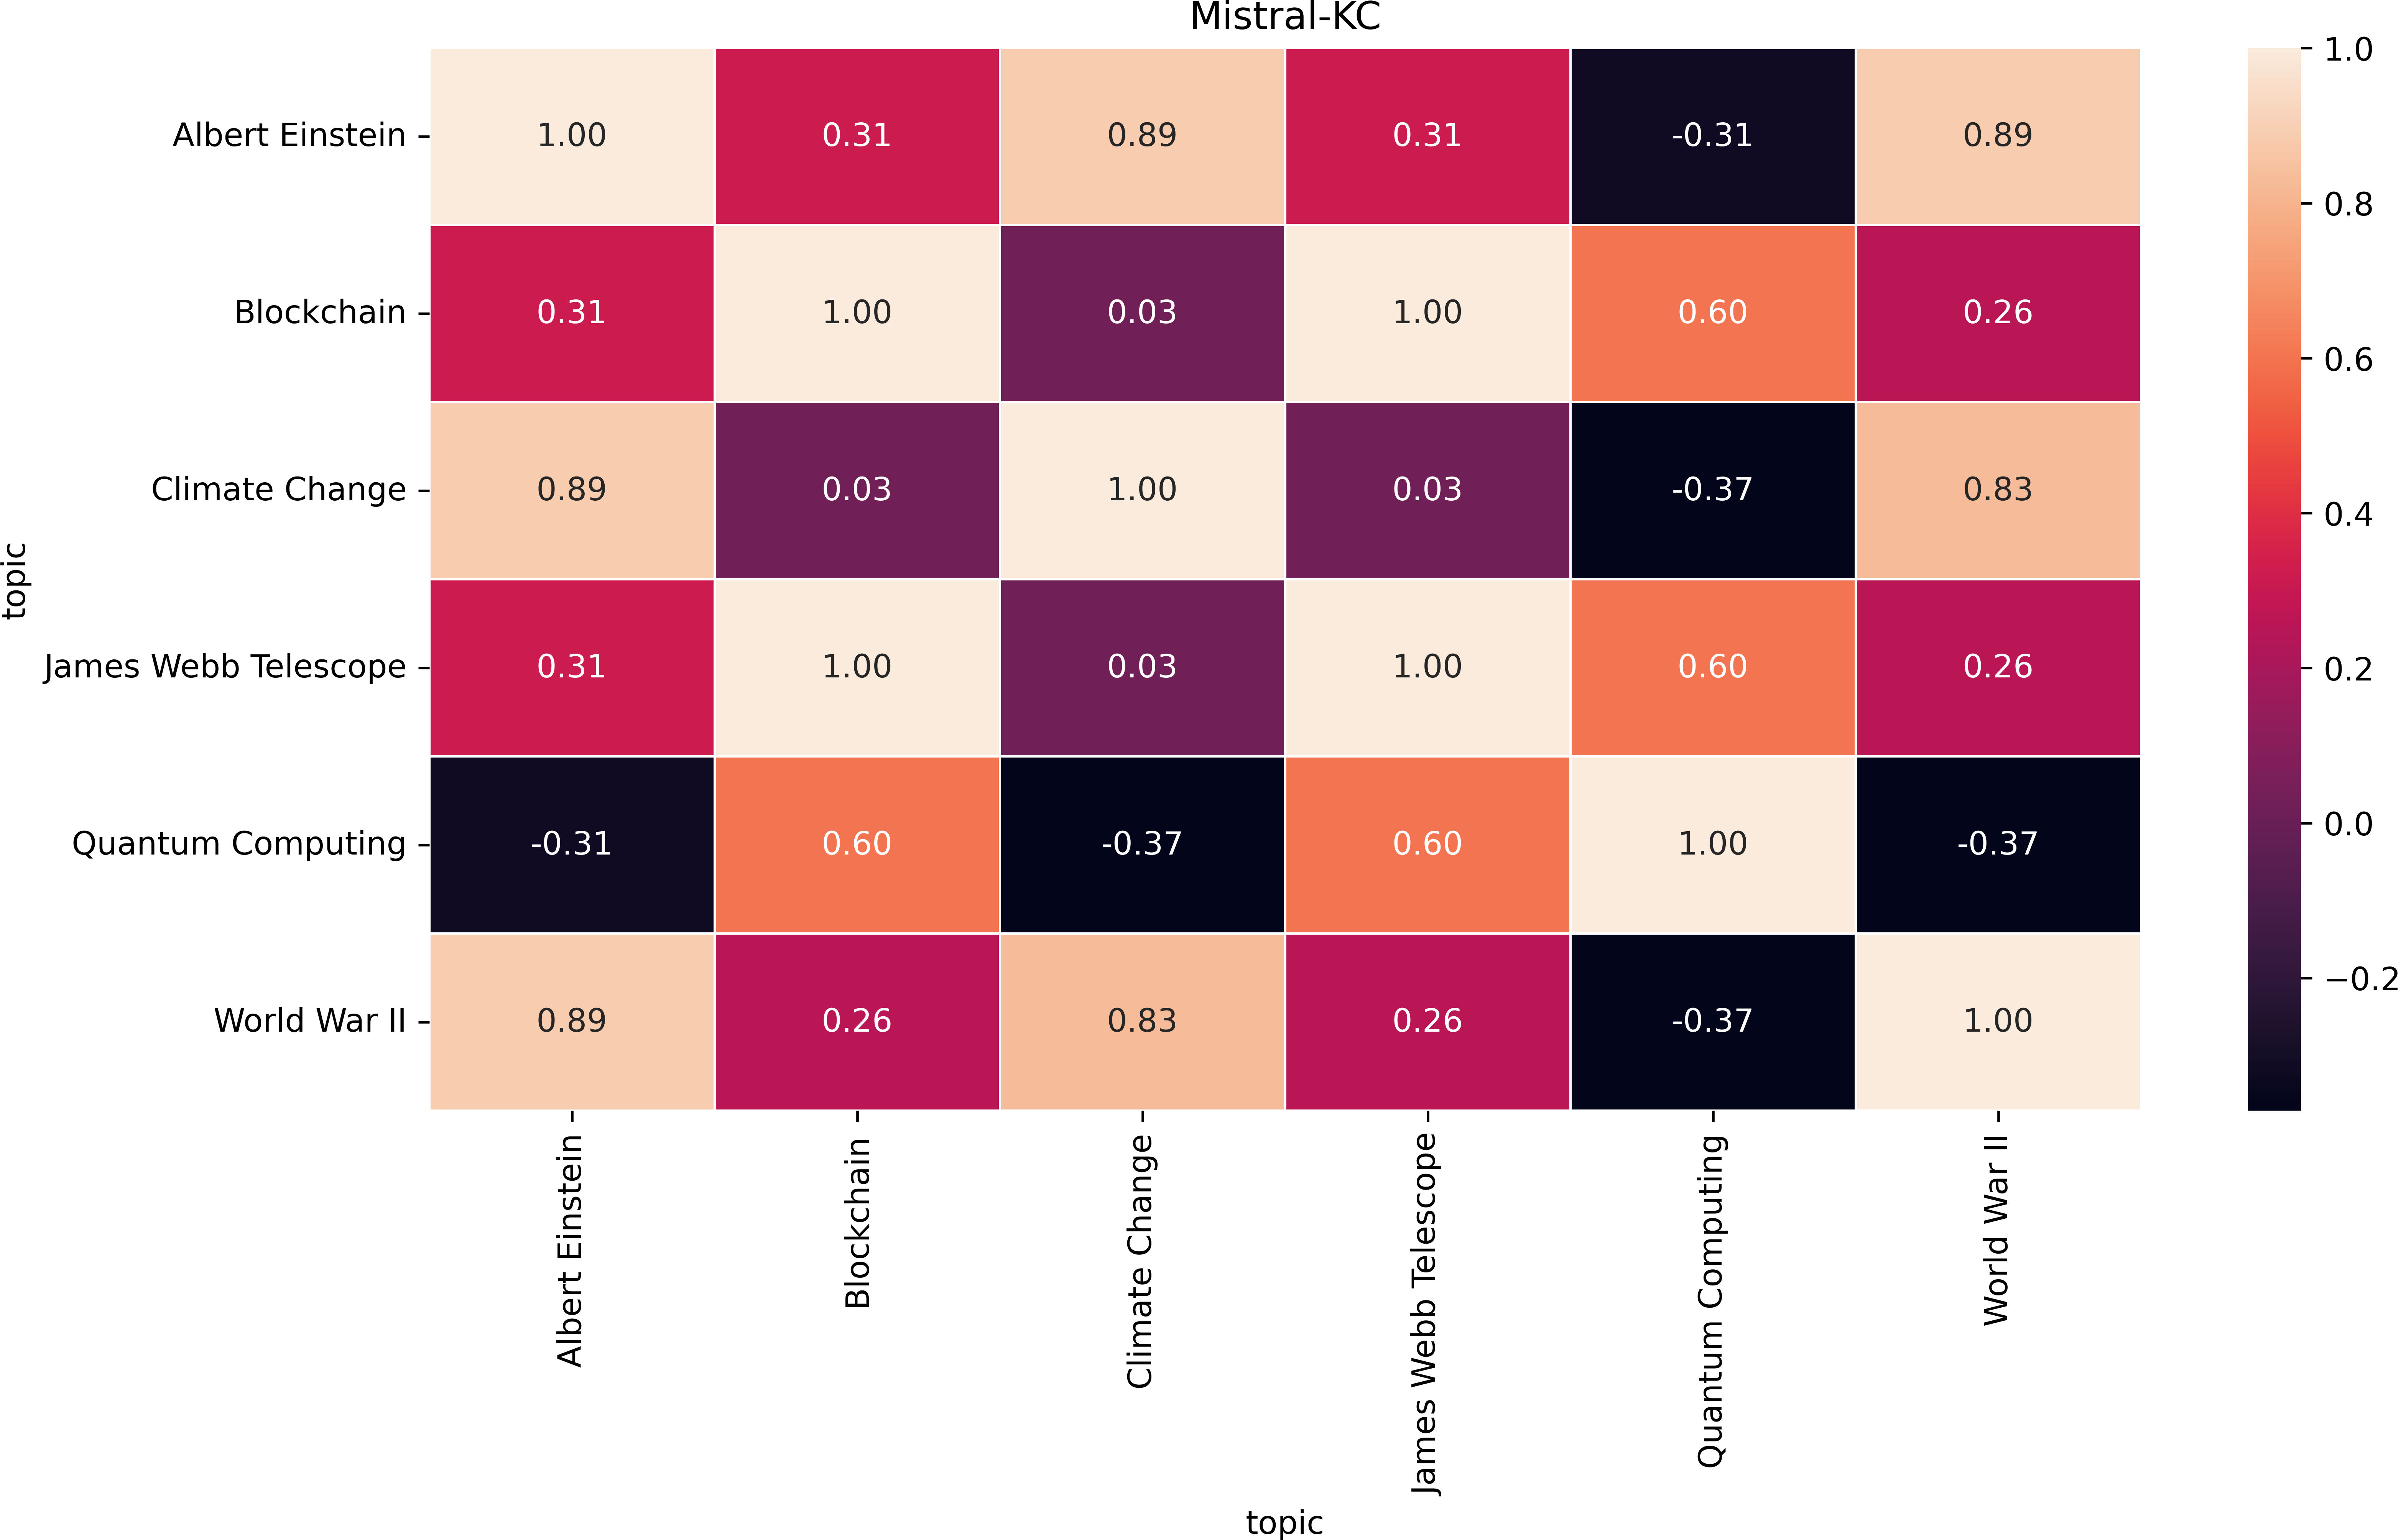 Mistral-KC
Albert Einstein 1.00 0.31 0.89 0.31 -0.31 0.89
Blockchain 0.31 1.00 0.03 1.00 0.60 0.26
Climate Change 0.89 0.03 1.00 0.03 -0.37 0.83
James Webb Telescope 0.31 1.00 0.03 1.00 0.60 0.26
Quantum Computing -0.31 0.60 -0.37 0.60 1.00 -0.37
World War II 0.89 0.26 0.83 0.26 -0.37 1.00
topic
Albert Einstein
Blockchain
Climate Change
James Webb Telescope
Quantum Computing
World War II
topic
1.0
0.8
0.6
0.4
0.2
0.0
−0.2